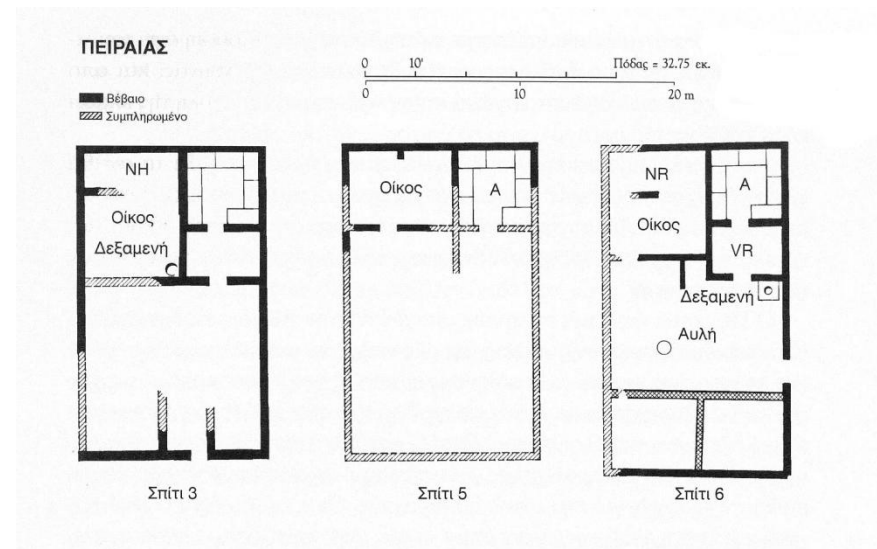 ΠΕΙΡΑΙΑΣ
0 10' Πόδας = 32.75 εκ.
0 10 20 m
Βέβαιο
Συμπληρωμένο
NH
Οίκος
Δεξαμενή
Οίκος
A
NR
Οίκος
A
VR
Δεξαμενή
Αυλή
Σπίτι 3
Σπίτι 5
Σπίτι 6